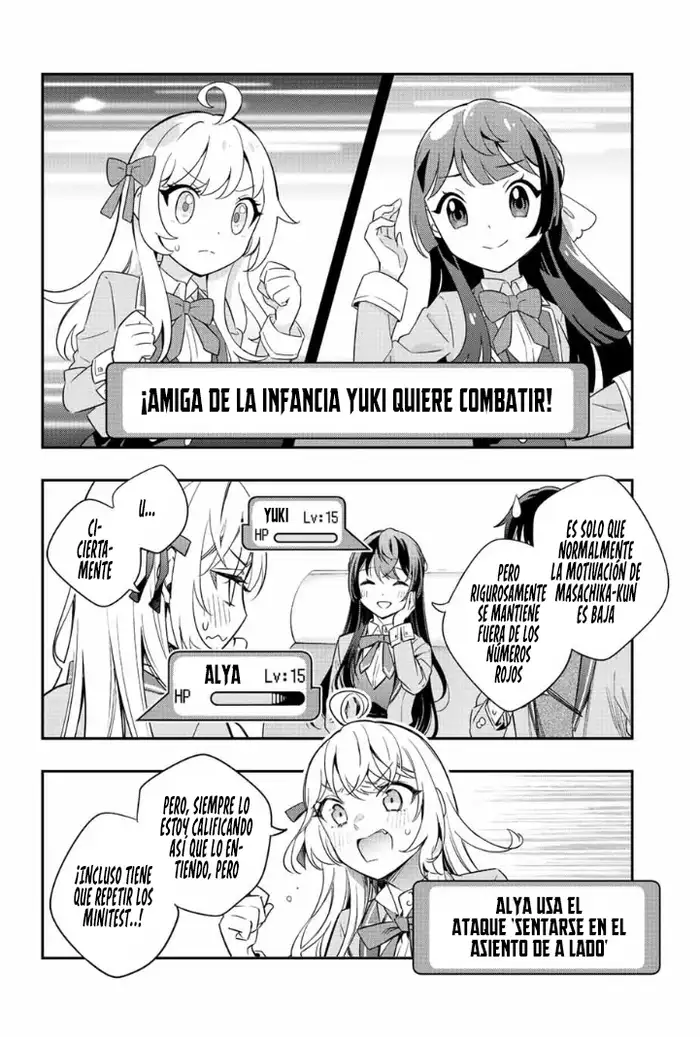 ¡AMIGA DE LA INFANCIA YUKI QUIERE COMBATIR!
ES SOLO QUE
NORMALMENTE
LA MOTIVACIÓN DE
MASACHIKA-KUN
ES BAJA
PERO
RIGUROSAMENTE
SE MANTIENE
FUERA DE LOS
NÚMEROS
ROJOS
YUKI Lv:15
HP
U...
CI-
CIERTA-
MENTE
ALYA Lv:15
HP
PERO, SIEMPRE LO
ESTOY CALIFICANDO
ASÍ QUE LO EN-
TIENDO, PERO
¡INCLUSO TIENE
QUE REPETIR LOS
MINITEST..!
ALYA USA EL
ATAQUE 'SENTARSE EN EL
ASIENTO DE A LADO'